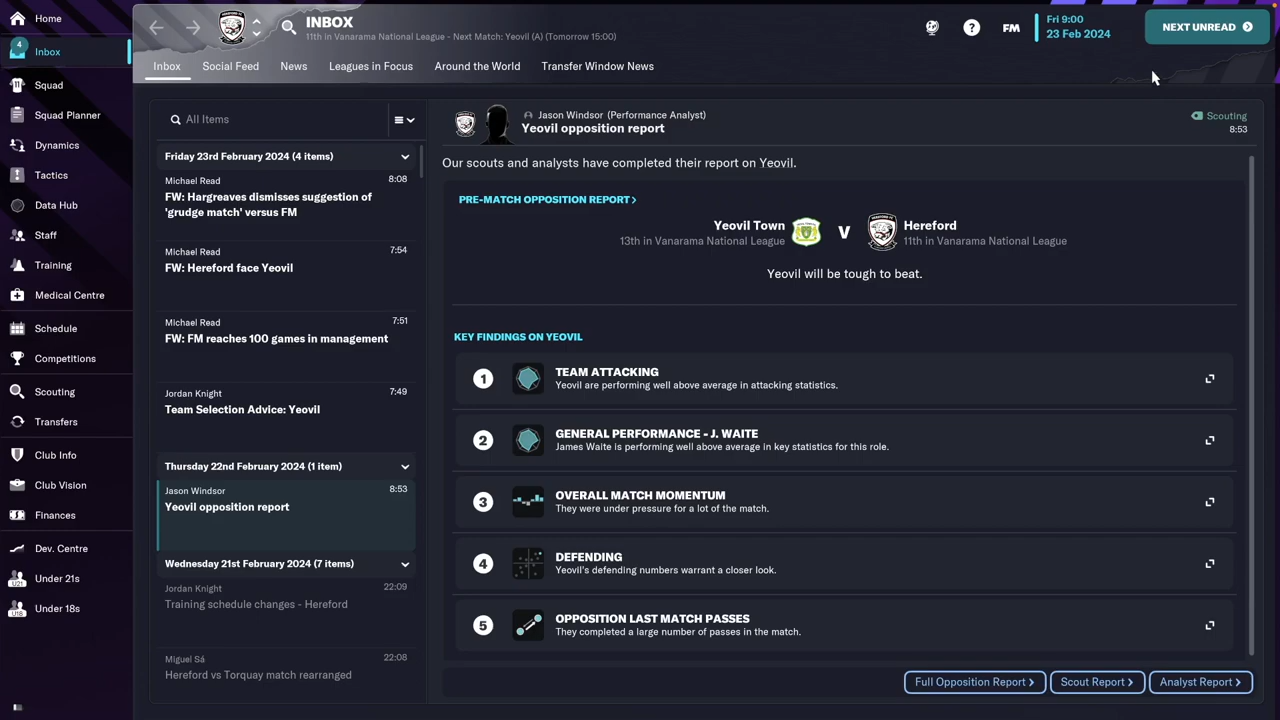 Home
4
Inbox
Squad
Squad Planner
Dynamics
Tactics
Data Hub
Staff
Training
Medical Centre
Schedule
Competitions
Scouting
Transfers
Club Info
Club Vision
Finances
Dev. Centre
U21
Under 21s
U18
Under 18s
INBOX
11th in Vanarama National League - Next Match: Yeovil (A) (Tomorrow 15:00)
?
FM
Fri 9:00
23 Feb 2024
NEXT UNREAD
Inbox
Social Feed
News
Leagues in Focus
Around the World
Transfer Window News
All Items
Friday 23rd February 2024 (4 items)
Michael Read
8:08
FW: Hargreaves dismisses suggestion of
'grudge match' versus FM
Michael Read
7:54
FW: Hereford face Yeovil
Michael Read
7:51
FW: FM reaches 100 games in management
Jordan Knight
7:49
Team Selection Advice: Yeovil
Thursday 22nd February 2024 (1 item)
Jason Windsor
8:53
Yeovil opposition report
Wednesday 21st February 2024 (7 items)
Jordan Knight
22:09
Training schedule changes - Hereford
Miguel Sá
22:08
Hereford vs Torquay match rearranged
Jason Windsor (Performance Analyst)
Yeovil opposition report
Scouting
8:53
Our scouts and analysts have completed their report on Yeovil.
PRE-MATCH OPPOSITION REPORT >
Yeovil Town
13th in Vanarama National League
V
Hereford
11th in Vanarama National League
Yeovil will be tough to beat.
KEY FINDINGS ON YEOVIL
1
TEAM ATTACKING
Yeovil are performing well above average in attacking statistics.
2
GENERAL PERFORMANCE - J. WAITE
James Waite is performing well above average in key statistics for this role.
3
OVERALL MATCH MOMENTUM
They were under pressure for a lot of the match.
4
DEFENDING
Yeovil's defending numbers warrant a closer look.
5
OPPOSITION LAST MATCH PASSES
They completed a large number of passes in the match.
Full Opposition Report >
Scout Report >
Analyst Report >